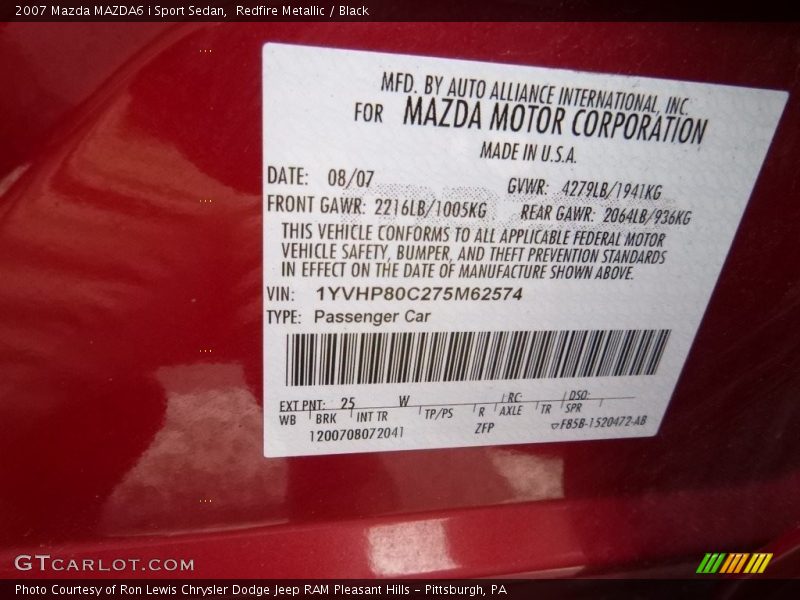 2007 Mazda MAZDA6 i Sport Sedan, Redfire Metallic / Black
MFD. BY AUTO ALLIANCE INTERNATIONAL, INC.
FOR MAZDA MOTOR CORPORATION
MADE IN U.S.A.
DATE: 08/07 GVWR: 4279LB/1941KG
FRONT GAWR: 2216LB/1005KG REAR GAWR: 2064LB/936KG
THIS VEHICLE CONFORMS TO ALL APPLICABLE FEDERAL MOTOR
VEHICLE SAFETY, BUMPER, AND THEFT PREVENTION STANDARDS
IN EFFECT ON THE DATE OF MANUFACTURE SHOWN ABOVE.
VIN: 1YVHP80C275M62574
TYPE: Passenger Car
EXT PNT: 25 W RC: DSO:
WB BRK INT TR TP/PS R AXLE TR SPR
1200708072041 ZFP F85B-1520472-AB
GTCARLOT.COM
Photo Courtesy of Ron Lewis Chrysler Dodge Jeep RAM Pleasant Hills - Pittsburgh, PA